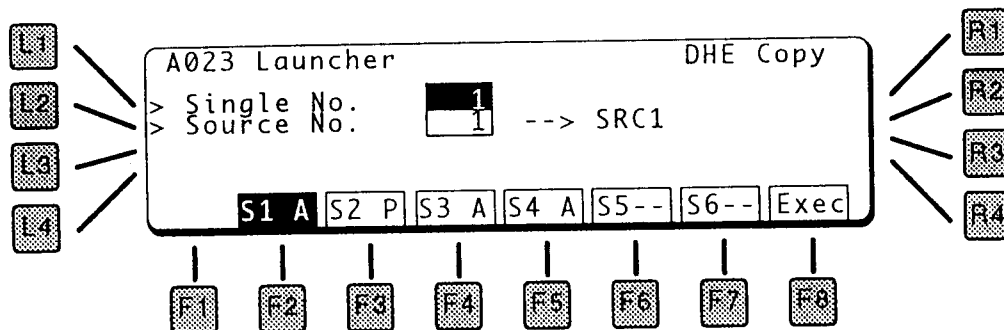 L1
L2
L3
L4
A023 Launcher DHE Copy
> Single No. 1
> Source No. 1 --> SRC1
S1 A S2 P S3 A S4 A S5-- S6-- Exec
R1
R2
R3
R4
F1 F2 F3 F4 F5 F6 F7 F8